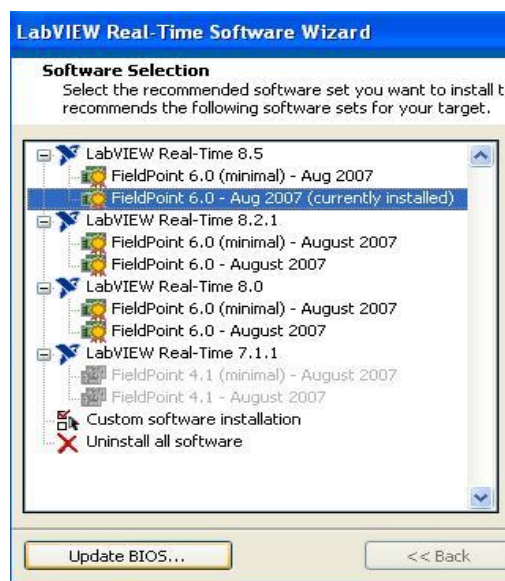 LabVIEW Real-Time Software Wizard
Software Selection
Select the recommended software set you want to install t
recommends the following software sets for your target.
LabVIEW Real-Time 8.5
FieldPoint 6.0 (minimal) - Aug 2007
FieldPoint 6.0 - Aug 2007 (currently installed)
LabVIEW Real-Time 8.2.1
FieldPoint 6.0 (minimal) - August 2007
FieldPoint 6.0 - August 2007
LabVIEW Real-Time 8.0
FieldPoint 6.0 (minimal) - August 2007
FieldPoint 6.0 - August 2007
LabVIEW Real-Time 7.1.1
FieldPoint 4.1 (minimal) - August 2007
FieldPoint 4.1 - August 2007
Custom software installation
Uninstall all software
Update BIOS... << Back